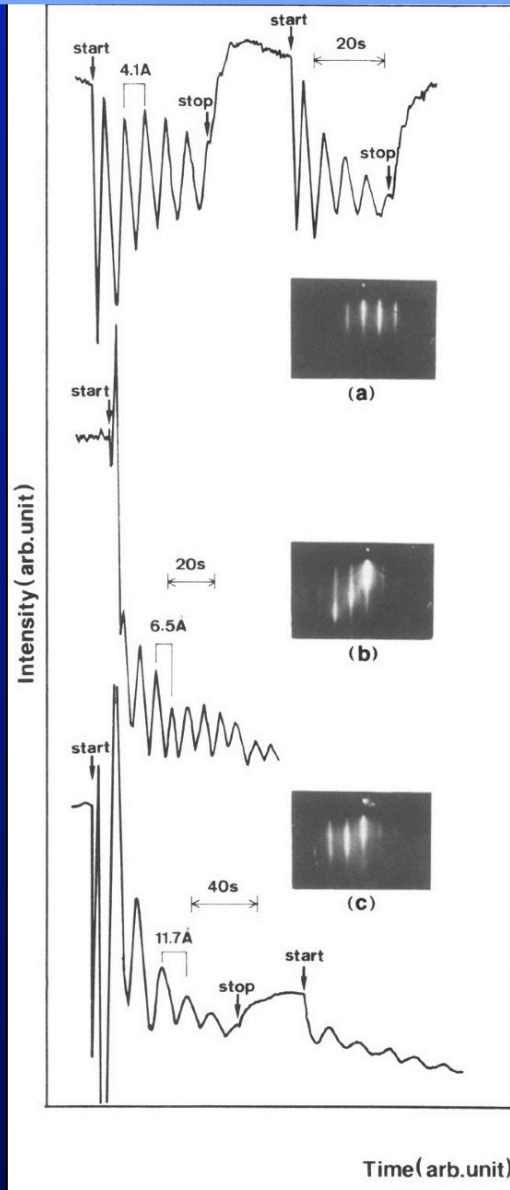 start
start
20s
4.1A
stop
stop
(a)
start
20s
6.5Å
(b)
start
40s
(c)
11.7Å
stop
start
Intensity(arb.unit)
Time(arb.unit)